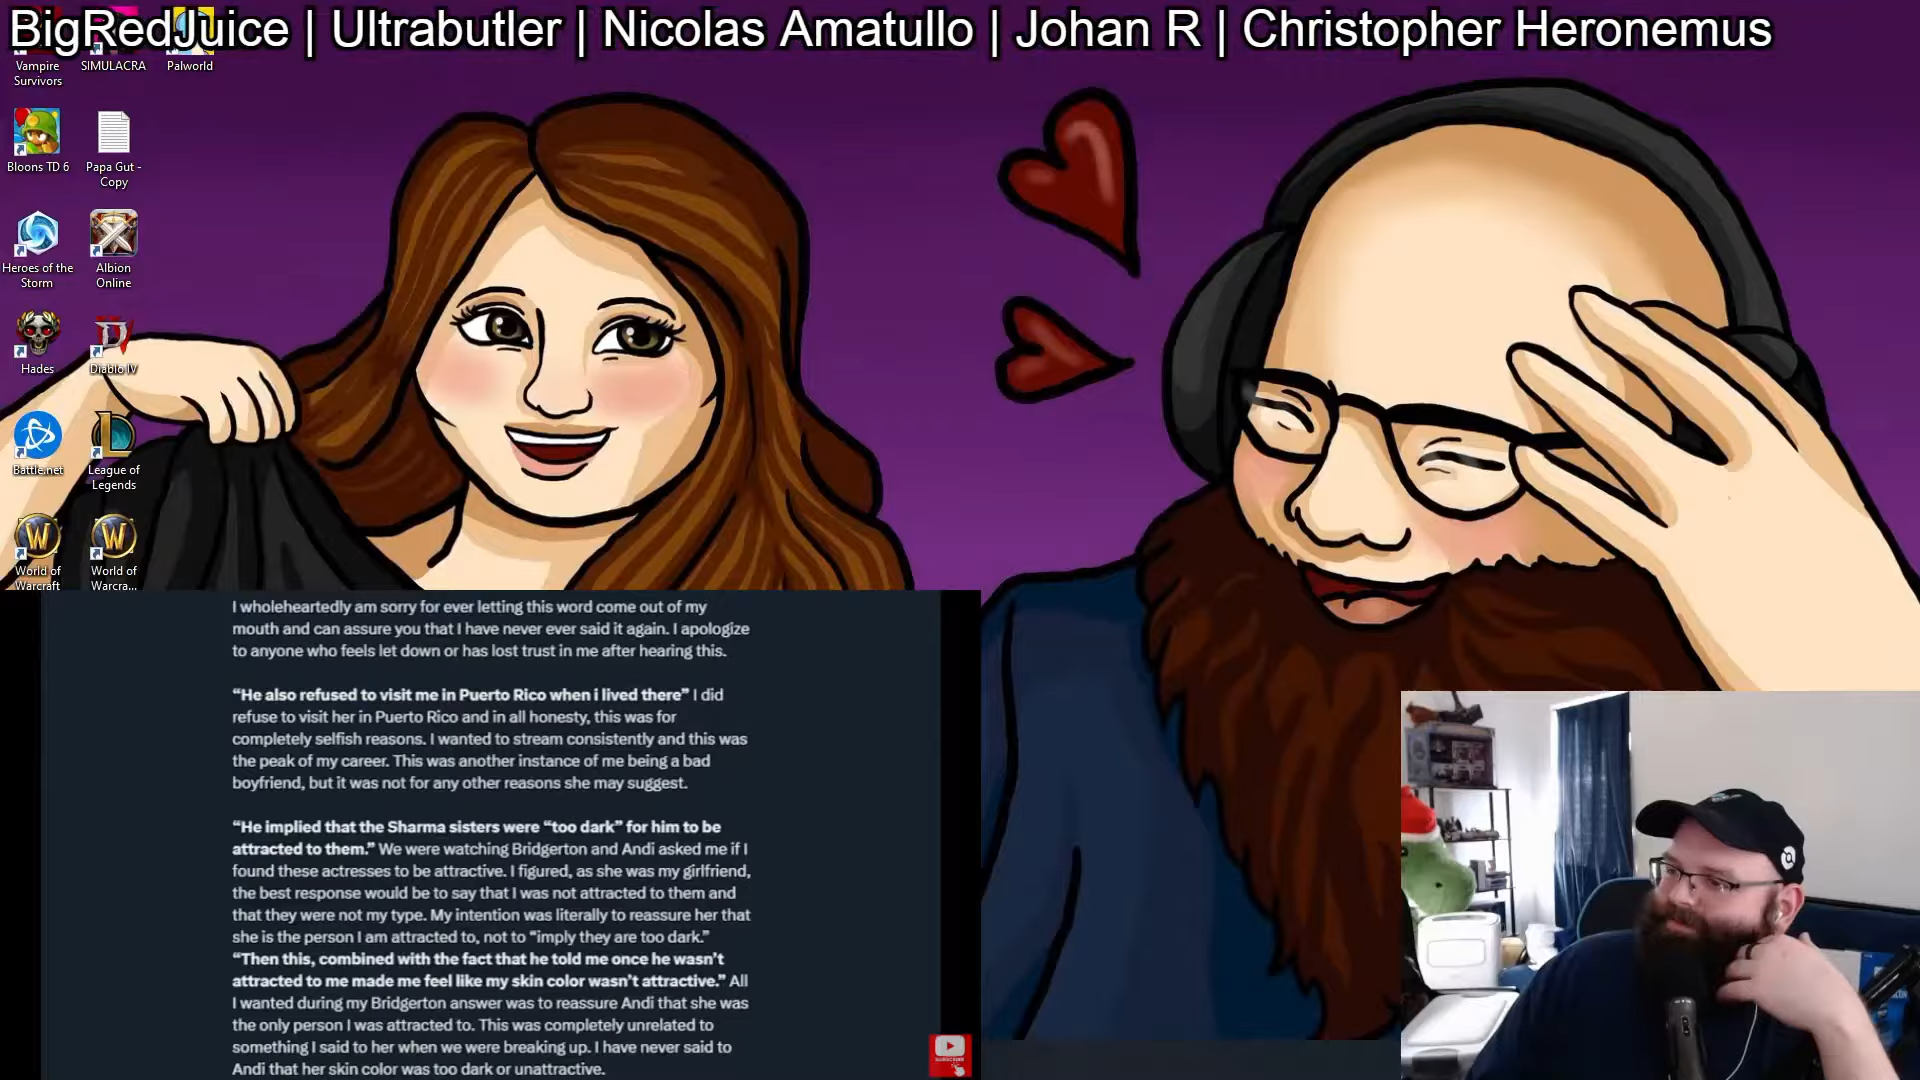 BigRedJuice | Ultrabutler | Nicolas Amatullo | Johan R | Christopher Heronemus
Vampire
Survivors
SIMULACRA
Palworld
Bloons TD 6
Papa Gut -
Copy
Heroes of the
Storm
Albion
Online
Hades
Diablo IV
Battle.net
League of
Legends
World of
Warcraft
World of
Warcra...
I wholeheartedly am sorry for ever letting this word come out of my
mouth and can assure you that I have never ever said it again. I apologize
to anyone who feels let down or has lost trust in me after hearing this.
“He also refused to visit me in Puerto Rico when i lived there” I did
refuse to visit her in Puerto Rico and in all honesty, this was for
completely selfish reasons. I wanted to stream consistently and this was
the peak of my career. This was another instance of me being a bad
boyfriend, but it was not for any other reasons she may suggest.
“He implied that the Sharma sisters were “too dark” for him to be
attracted to them.” We were watching Bridgerton and Andi asked me if I
found these actresses to be attractive. I figured, as she was my girlfriend,
the best response would be to say that I was not attracted to them and
that they were not my type. My intention was literally to reassure her that
she is the person I am attracted to, not to “imply they are too dark.”
“Then this, combined with the fact that he told me once he wasn’t
attracted to me made me feel like my skin color wasn’t attractive.” All
I wanted during my Bridgerton answer was to reassure Andi that she was
the only person I was attracted to. This was completely unrelated to
something I said to her when we were breaking up. I have never said to
Andi that her skin color was too dark or unattractive.
SUBSCRIBE